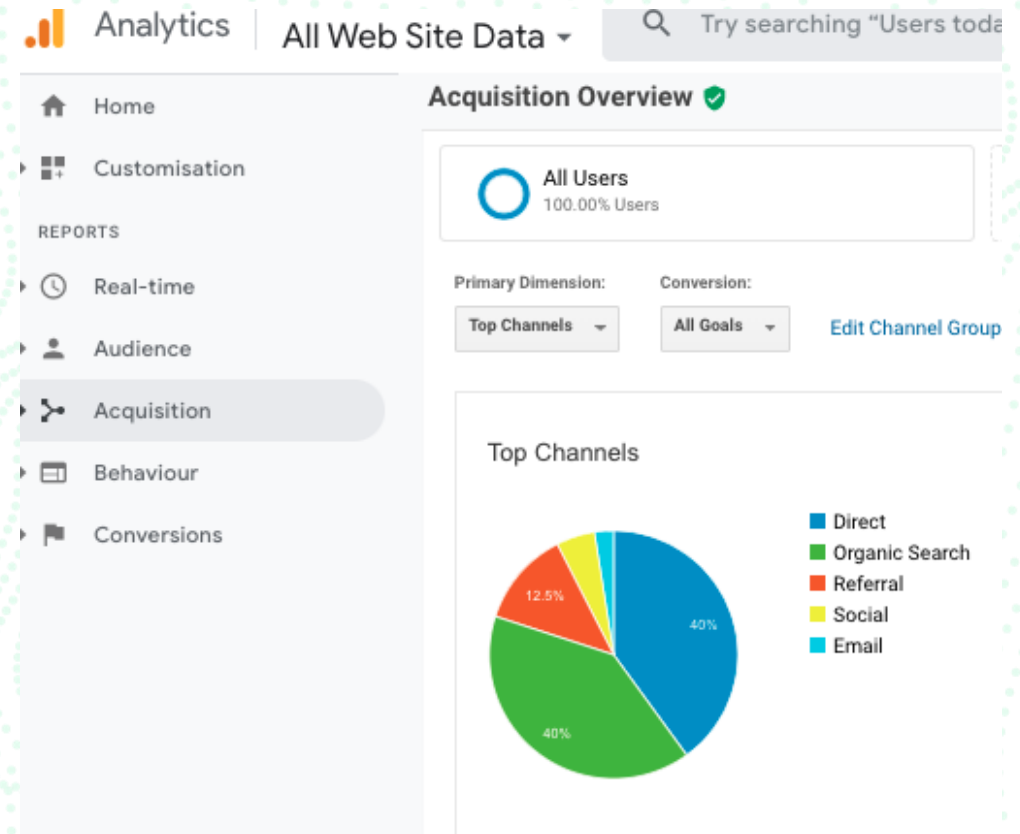 Analytics
All Web Site Data
Try searching “Users toda
Home
Customisation
REPORTS
Real-time
Audience
Acquisition
Behaviour
Conversions
Acquisition Overview
All Users
100.00% Users
Primary Dimension:
Conversion:
Top Channels
All Goals
Edit Channel Group
Top Channels
Direct
Organic Search
Referral
Social
Email
12.5%
40%
40%